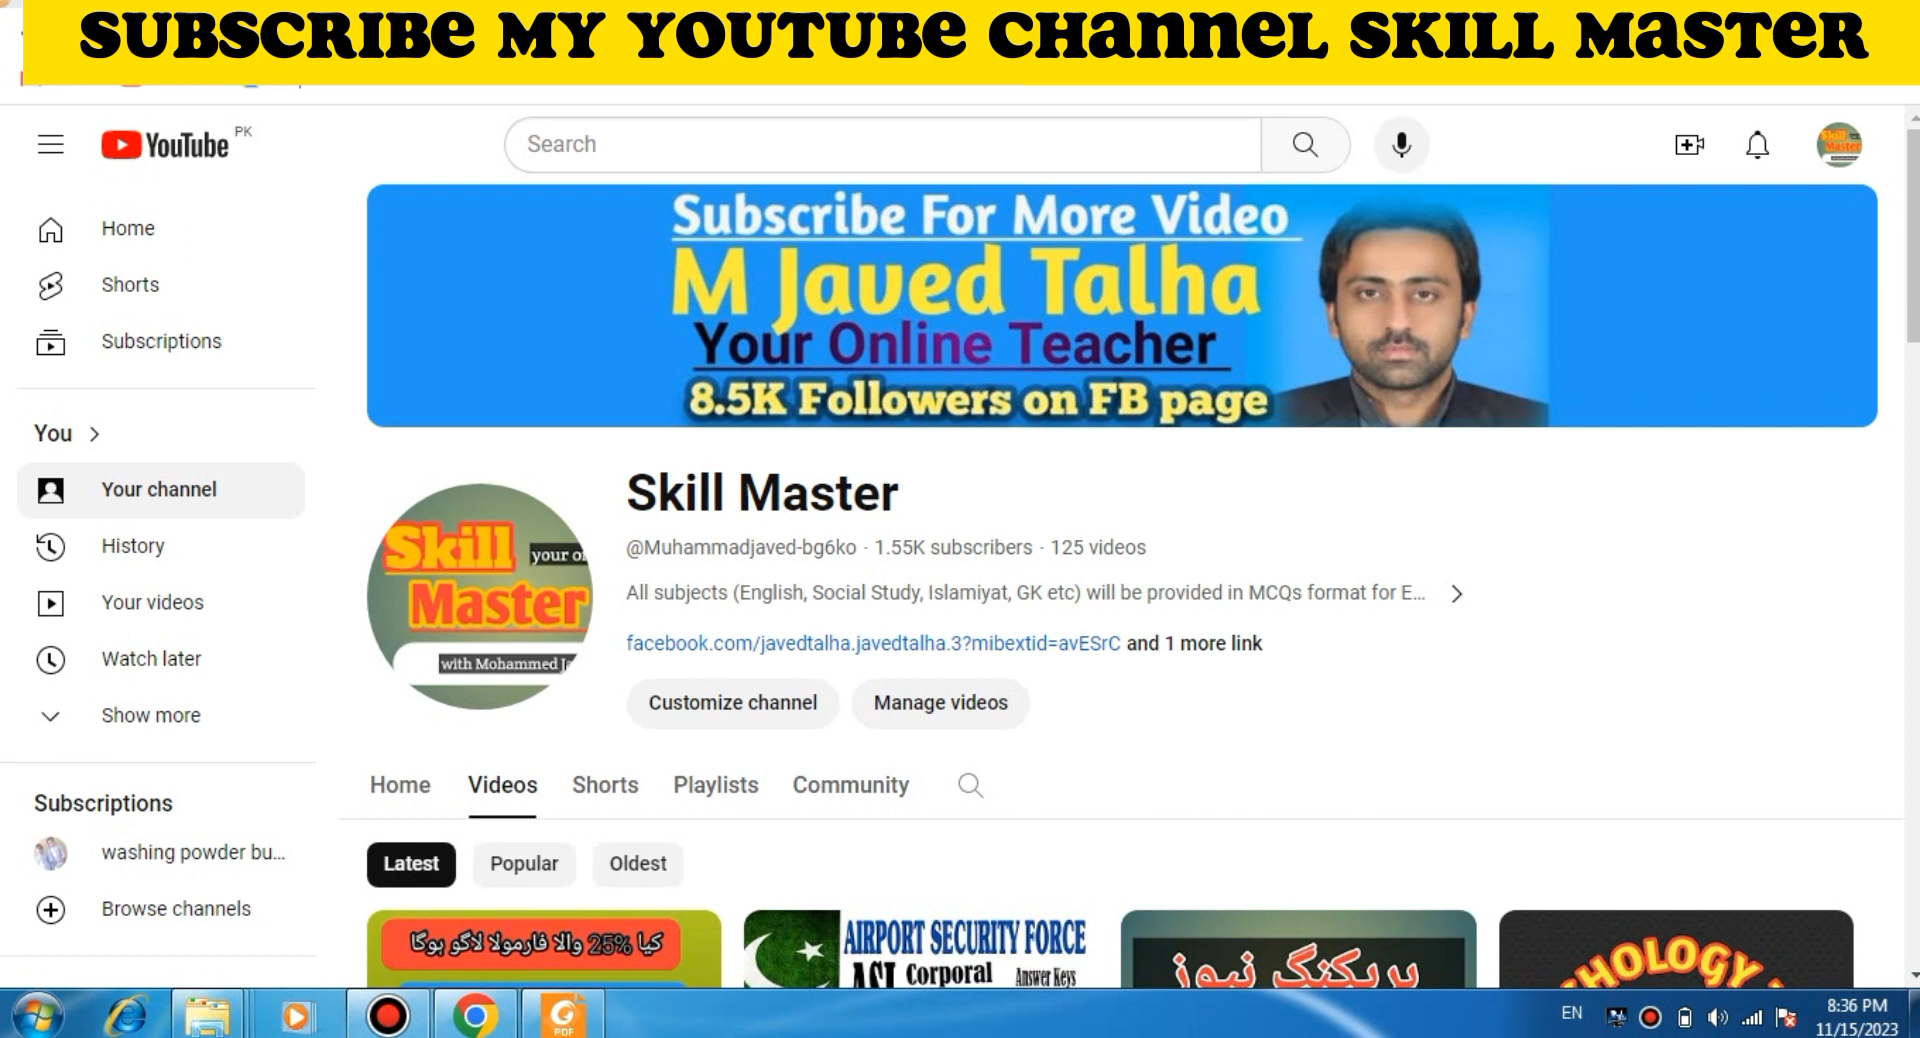 SUBSCRIBE MY YOUTUBE CHANNEL SKILL MASTER
YouTube PK
Search
Home
Shorts
Subscriptions
You
Your channel
History
Your videos
Watch later
Show more
Subscriptions
washing powder bu...
Browse channels
Subscribe For More Video
M Javed Talha
Your Online Teacher
8.5K Followers on FB page
Skill
your o
Master
with Mohammed Ja
Skill Master
@Muhammadjaved-bg6ko · 1.55K subscribers · 125 videos
All subjects (English, Social Study, Islamiyat, GK etc) will be provided in MCQs format for E...
facebook.com/javedtalha.javedtalha.3?mibextid=avESrC and 1 more link
Customize channel
Manage videos
Home
Videos
Shorts
Playlists
Community
Latest
Popular
Oldest
کیا 25% والا فارمولا لاگو ہوگا
AIRPORT SECURITY FORCE
ASI Corporal Answer Keys
بریکنگ نیوز
HOLOGY
PDF
EN
8:36 PM
11/15/2023